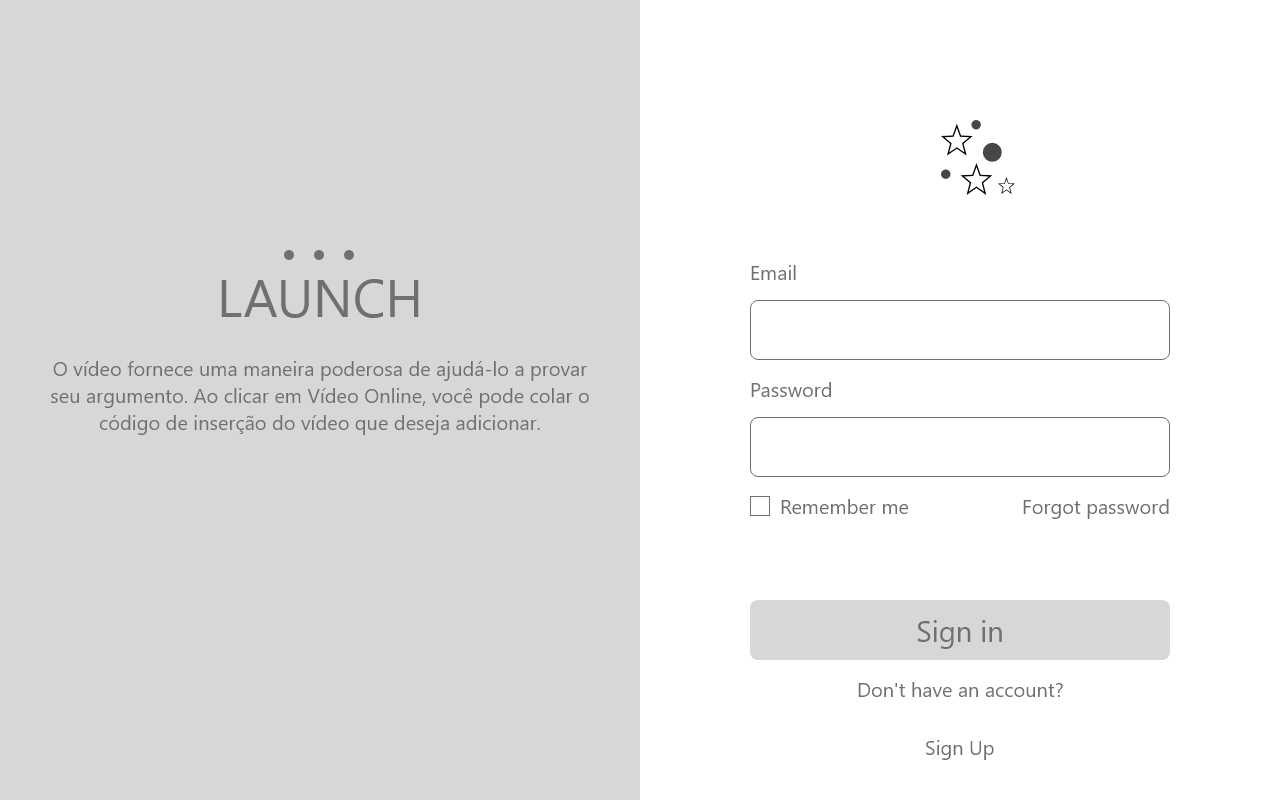 LAUNCH
O vídeo fornece uma maneira poderosa de ajudá-lo a provar
seu argumento. Ao clicar em Vídeo Online, você pode colar o
código de inserção do vídeo que deseja adicionar.
Email
Password
Remember me
Forgot password
Sign in
Don't have an account?
Sign Up